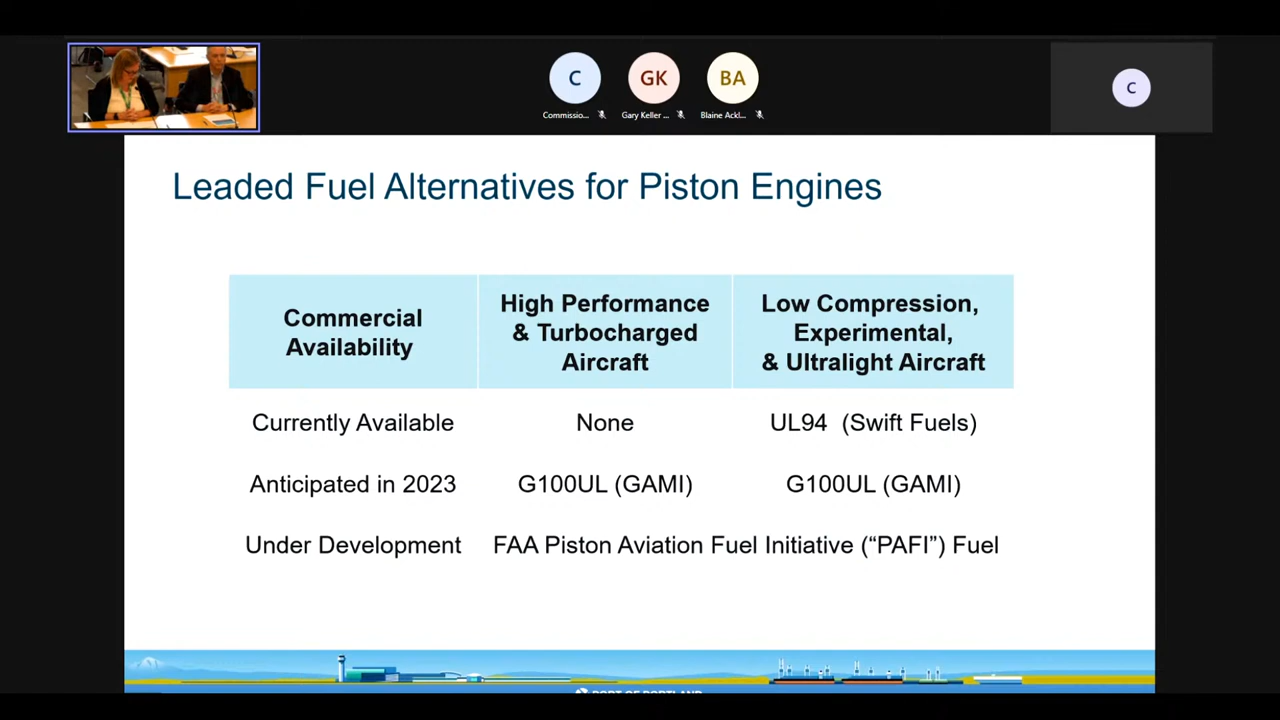 C
GK
BA
C
Commissio...
Gary Keller ...
Blaine Ackl...
Leaded Fuel Alternatives for Piston Engines
Commercial
Availability
High Performance
& Turbocharged
Aircraft
Low Compression,
Experimental,
& Ultralight Aircraft
Currently Available
None
UL94 (Swift Fuels)
Anticipated in 2023
G100UL (GAMI)
G100UL (GAMI)
Under Development
FAA Piston Aviation Fuel Initiative (“PAFI”) Fuel
PORT OF PORTLAND